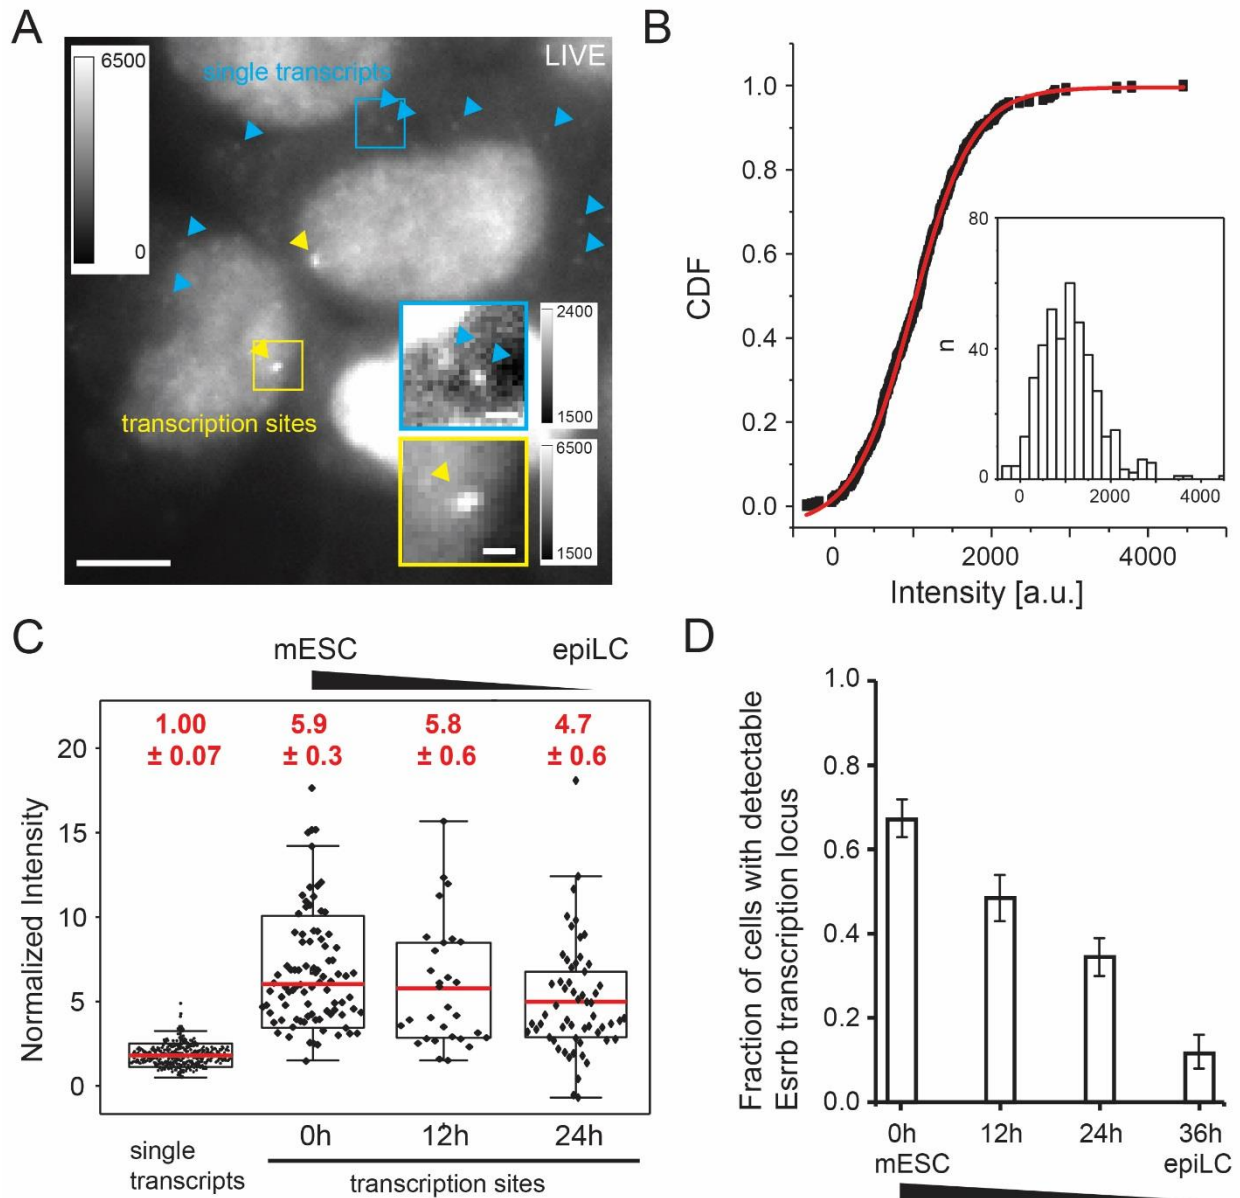 A
6500
0
single transcripts
LIVE
transcription sites
2400
1500
6500
1500
B
CDF
1.0
0.8
0.6
0.4
0.2
0.0
0
2000
4000
Intensity [a.u.]
n
80
40
0
0
2000
4000
C
mESC
epiLC
1.00
± 0.07
5.9
± 0.3
5.8
± 0.6
4.7
± 0.6
Normalized Intensity
20
15
10
5
0
single
transcripts
0h
12h
24h
transcription sites
D
Fraction of cells with detectable
Esrrb transcription locus
1.0
0.8
0.6
0.4
0.2
0.0
0h
12h
24h
36h
mESC
epiLC